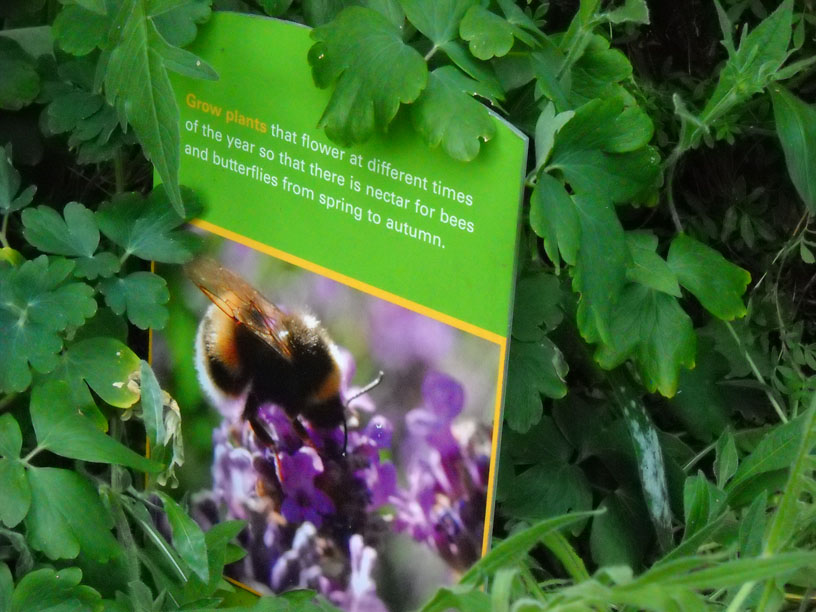 Grow plants that flower at different times
of the year so that there is nectar for bees
and butterflies from spring to autumn.